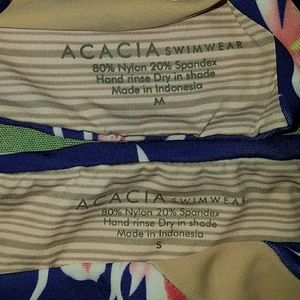 ACACIA SWIMWEAR
80% Nylon 20% Spandex
Hand rinse Dry in shade
Made in Indonesia
M
ACACIA SWIMWEAR
80% Nylon 20% Spandex
Hand rinse Dry in shade
Made in Indonesia
S